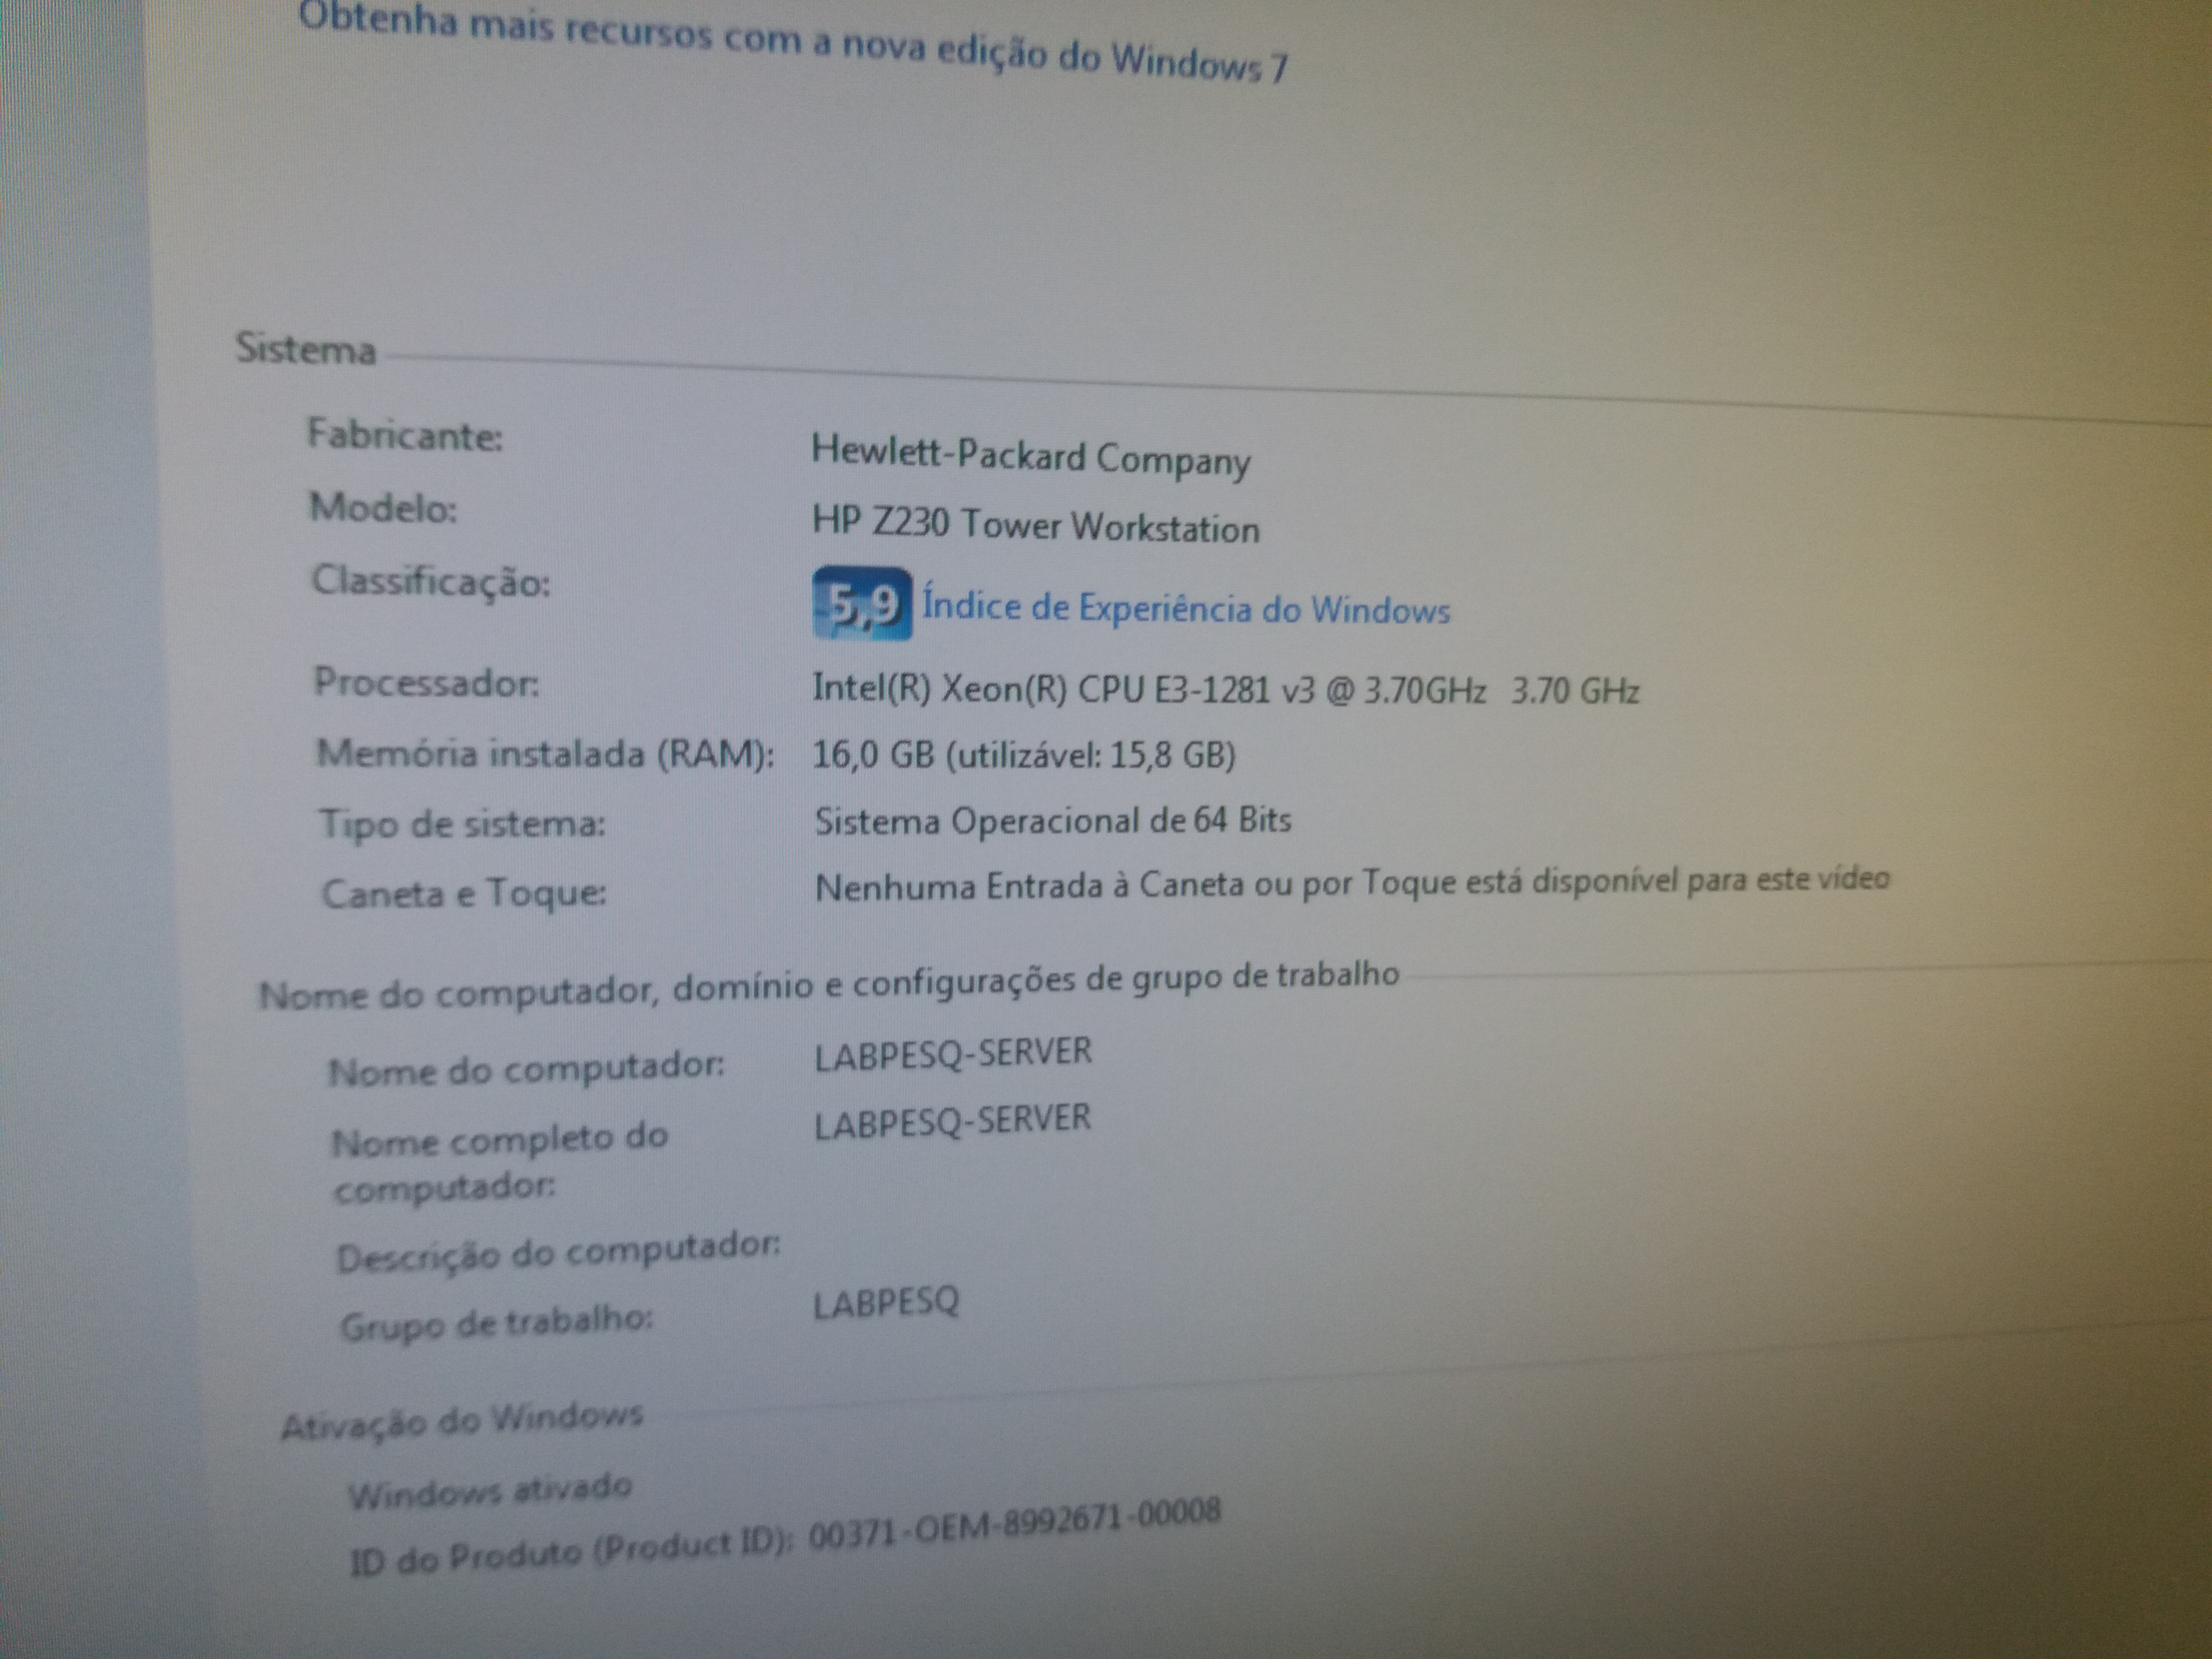 Obtenha mais recursos com a nova edição do Windows 7
Sistema
Fabricante: Hewlett-Packard Company
Modelo: HP Z230 Tower Workstation
Classificação: 5,9 Índice de Experiência do Windows
Processador: Intel(R) Xeon(R) CPU E3-1281 v3 @ 3.70GHz 3.70 GHz
Memória instalada (RAM): 16,0 GB (utilizável: 15,8 GB)
Tipo de sistema: Sistema Operacional de 64 Bits
Caneta e Toque: Nenhuma Entrada à Caneta ou por Toque está disponível para este vídeo
Nome do computador, domínio e configurações de grupo de trabalho
Nome do computador: LABPESQ-SERVER
Nome completo do LABPESQ-SERVER
computador:
Descrição do computador:
Grupo de trabalho: LABPESQ
Ativação do Windows
Windows ativado
ID do Produto (Product ID): 00371-OEM-8992671-00008